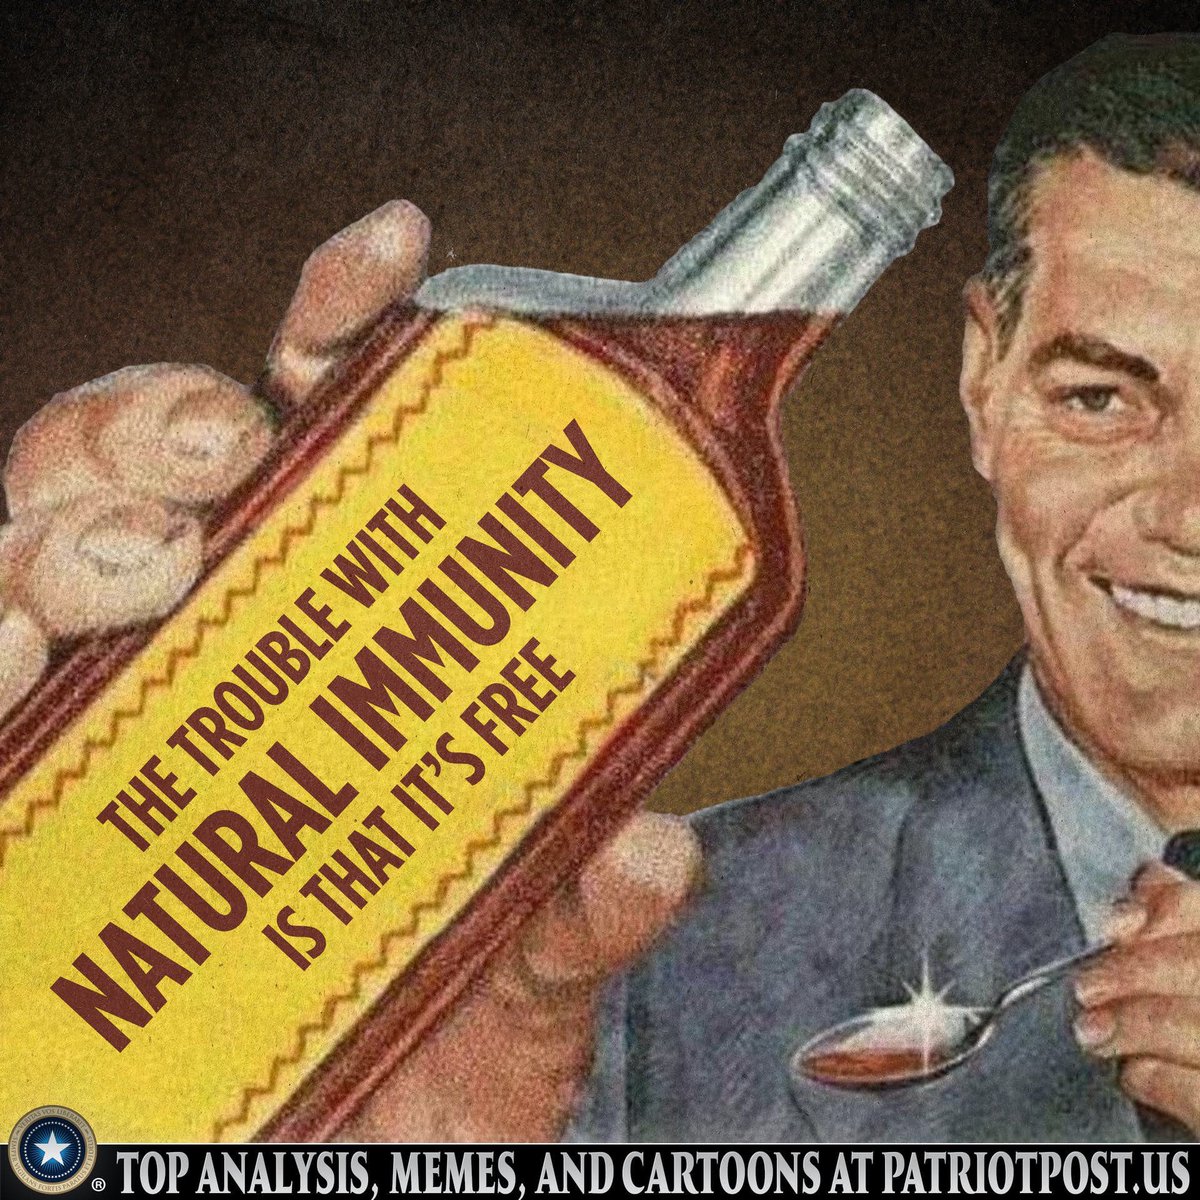 THE TROUBLE WITH
NATURAL IMMUNITY
IS THAT IT'S FREE
® TOP ANALYSIS, MEMES, AND CARTOONS AT PATRIOTPOST.US